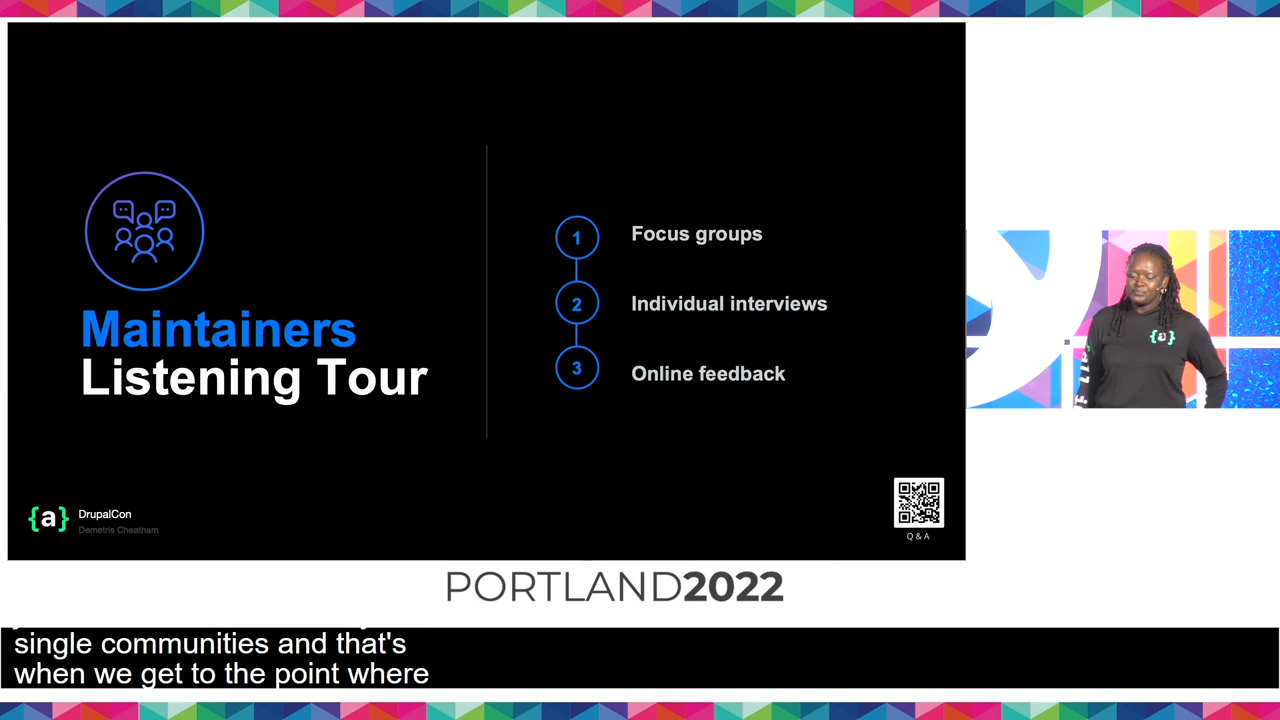 Maintainers
Listening Tour
1
Focus groups
2
Individual interviews
3
Online feedback
{a}
DrupalCon
Demetris Cheatham
Q & A
{a}
PORTLAND2022
single communities and that's
when we get to the point where